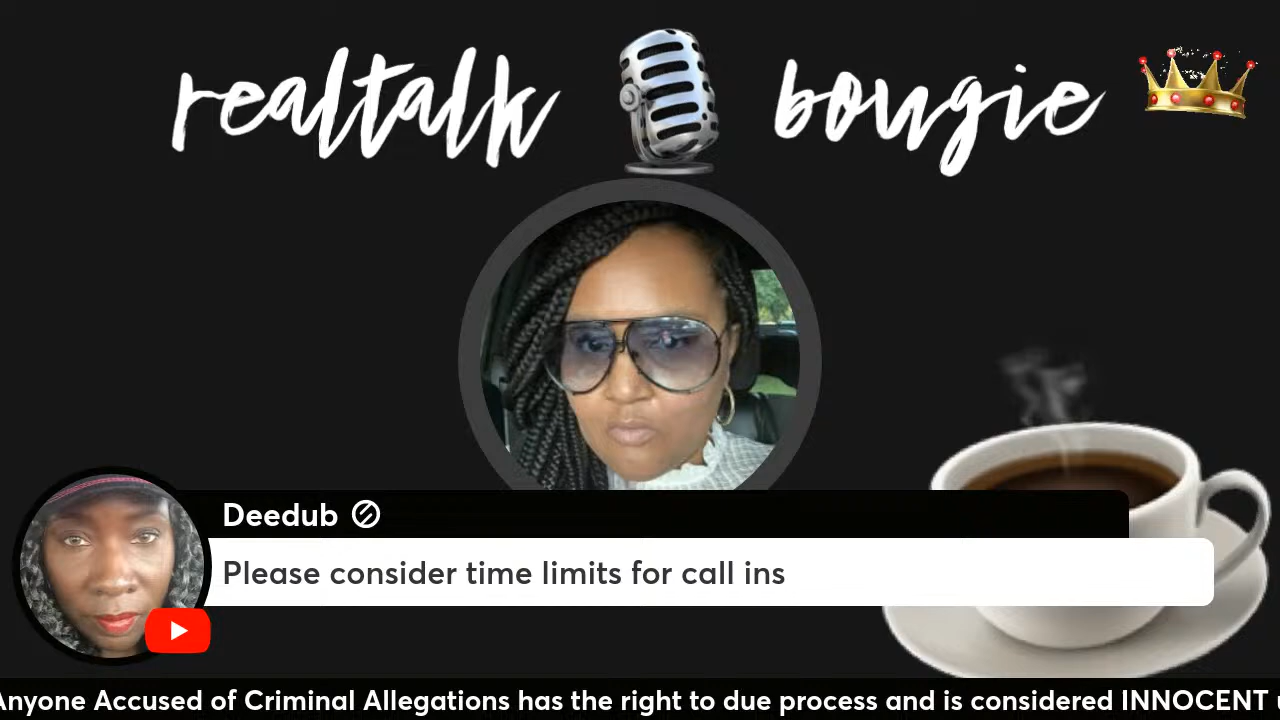 realtalk bougie
Deedub
Please consider time limits for call ins
Anyone Accused of Criminal Allegations has the right to due process and is considered INNOCENT